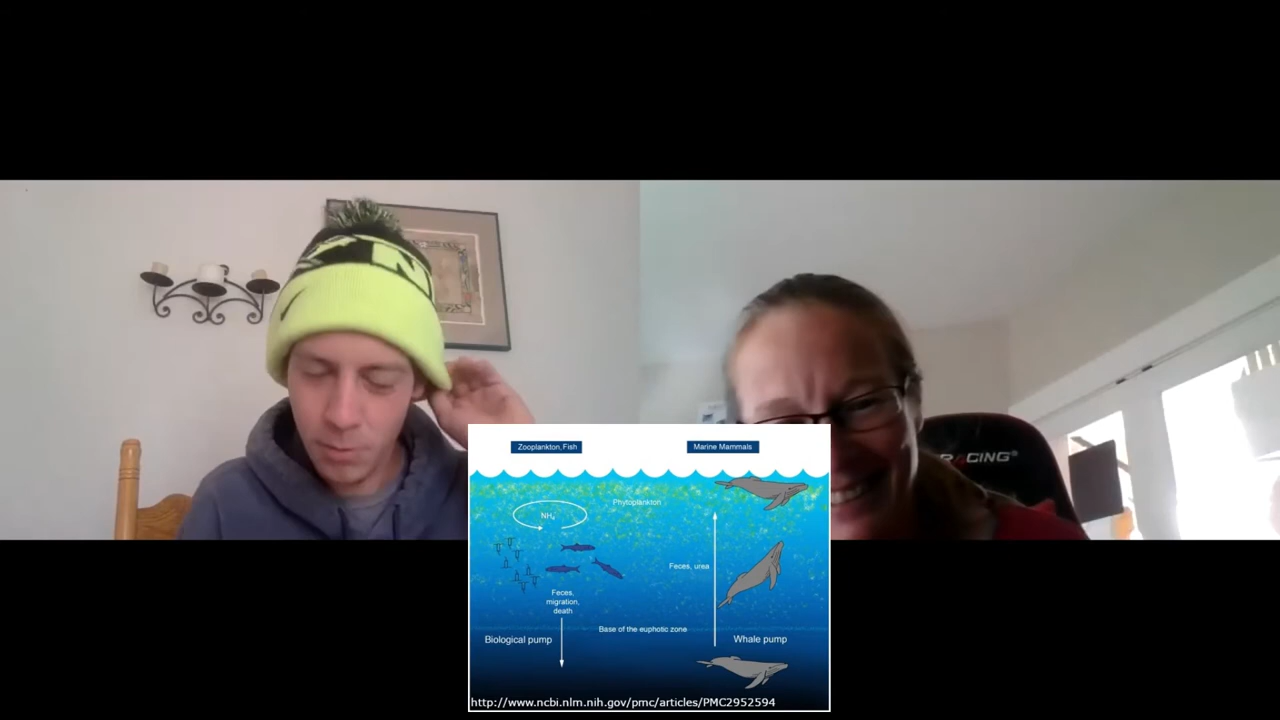 Zooplankton, Fish
Marine Mammals
Phytoplankton
NH₄⁺
Feces, urea
Feces,
migration,
death
Base of the euphotic zone
Biological pump
Whale pump
http://www.ncbi.nlm.nih.gov/pmc/articles/PMC2952594
RACING®